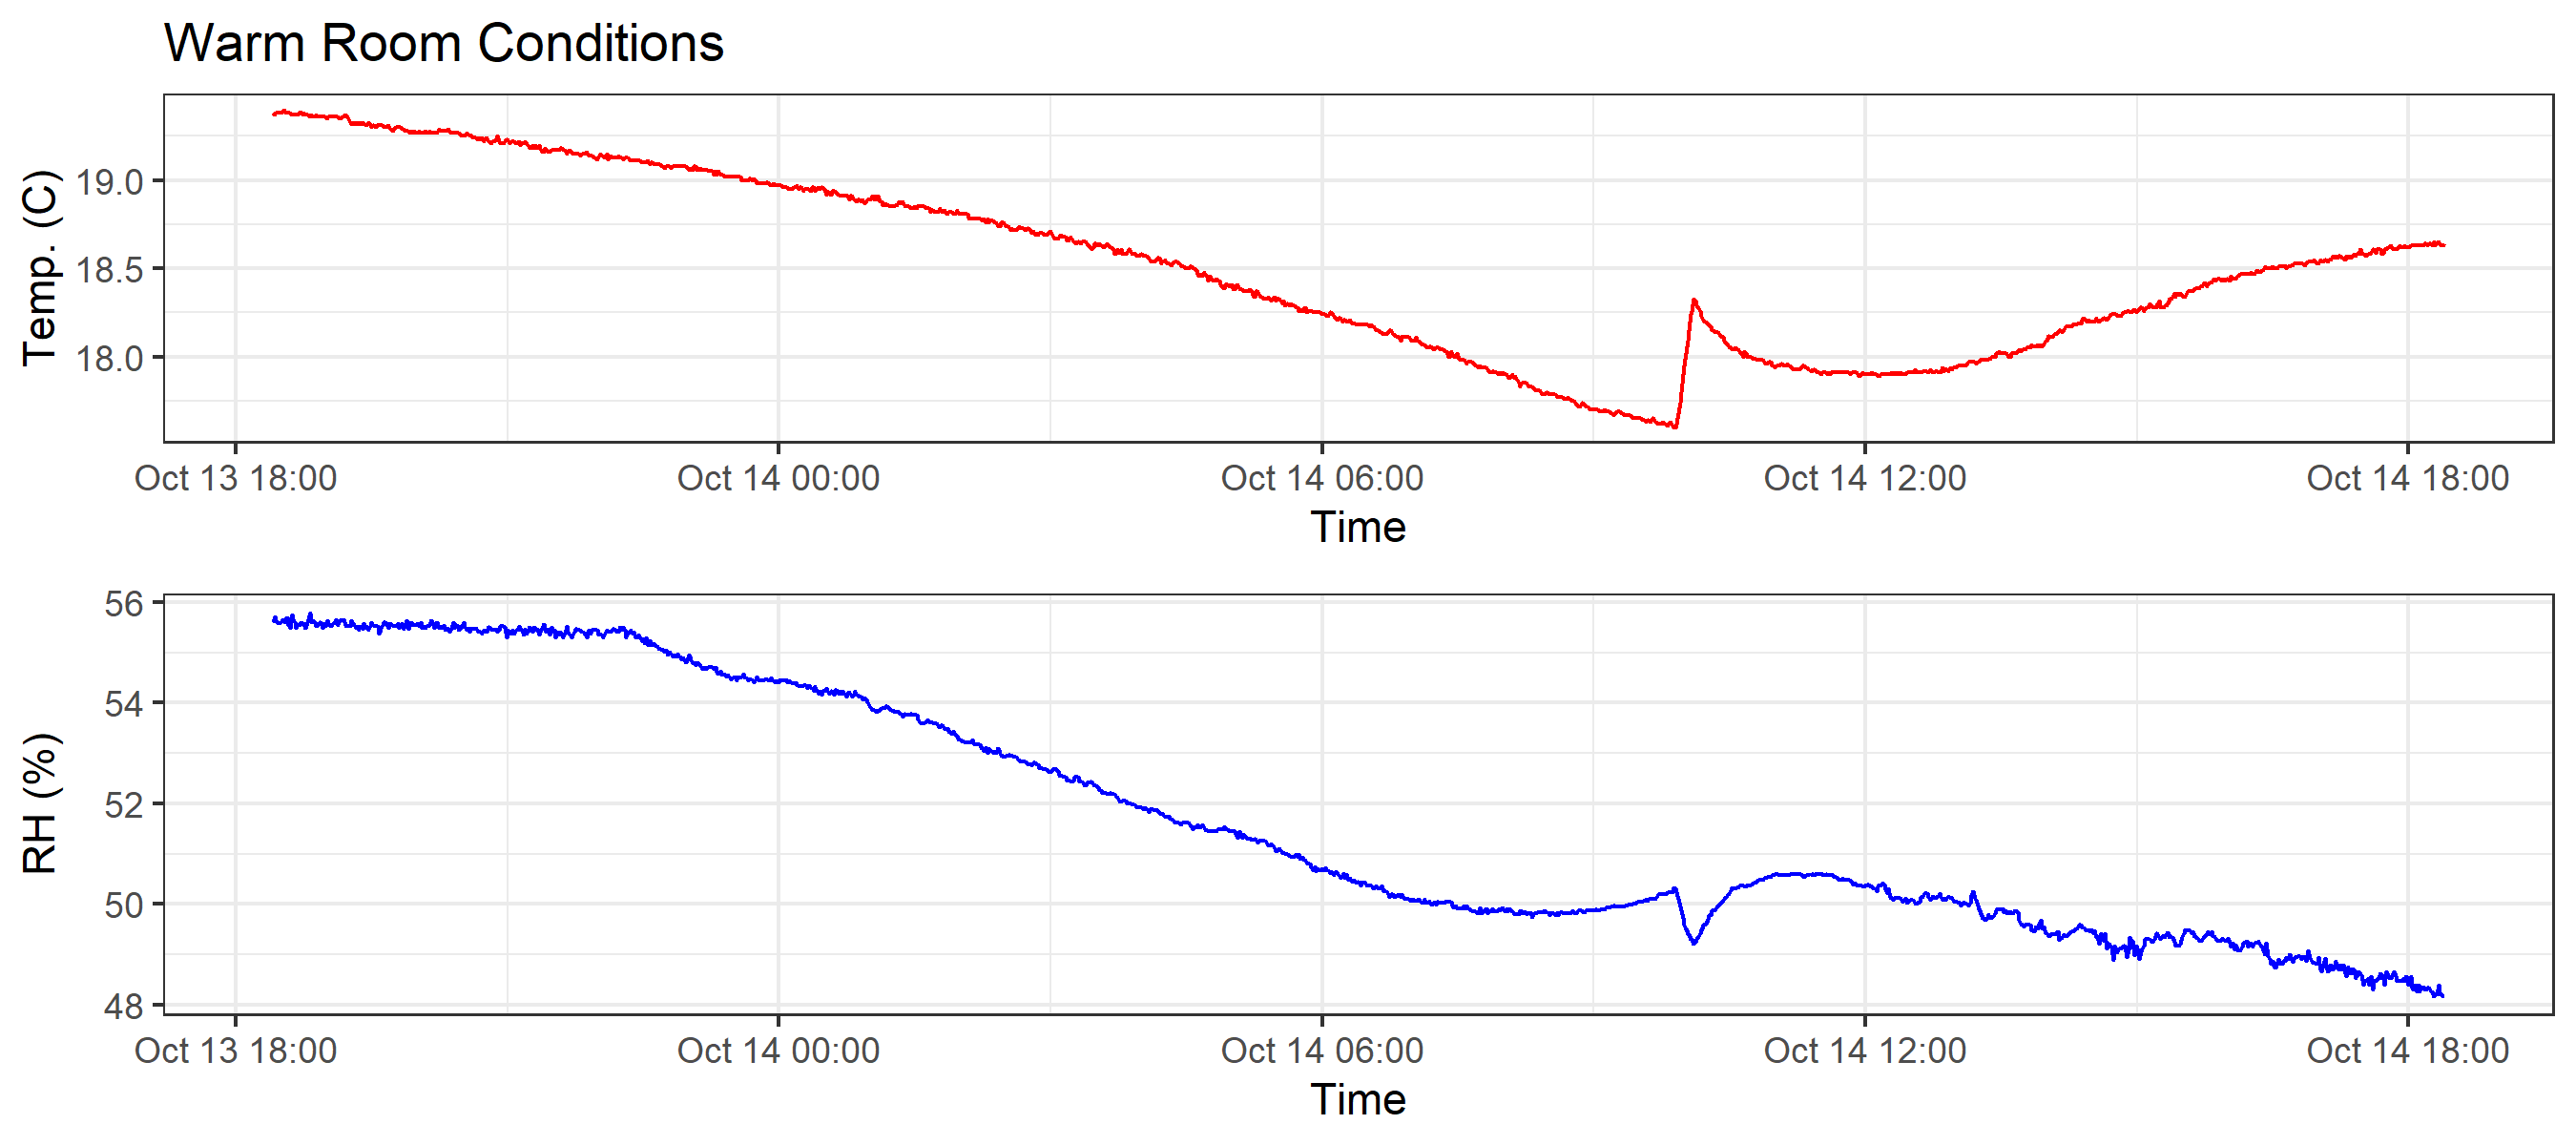 Warm Room Conditions
Temp. (C)
19.0
18.5
18.0
Oct 13 18:00 Oct 14 00:00 Oct 14 06:00 Oct 14 12:00 Oct 14 18:00
Time
RH (%)
56
54
52
50
48
Oct 13 18:00 Oct 14 00:00 Oct 14 06:00 Oct 14 12:00 Oct 14 18:00
Time